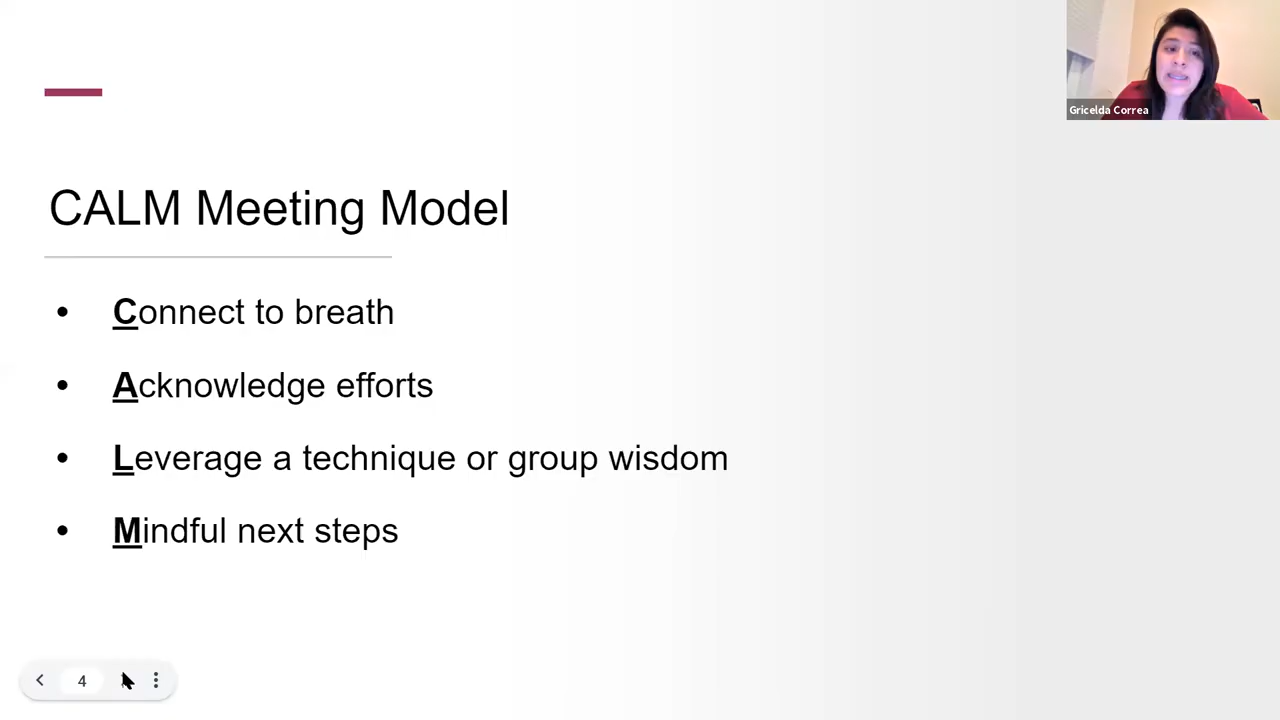 Gricelda Correa
CALM Meeting Model
• Connect to breath
• Acknowledge efforts
• Leverage a technique or group wisdom
• Mindful next steps
4